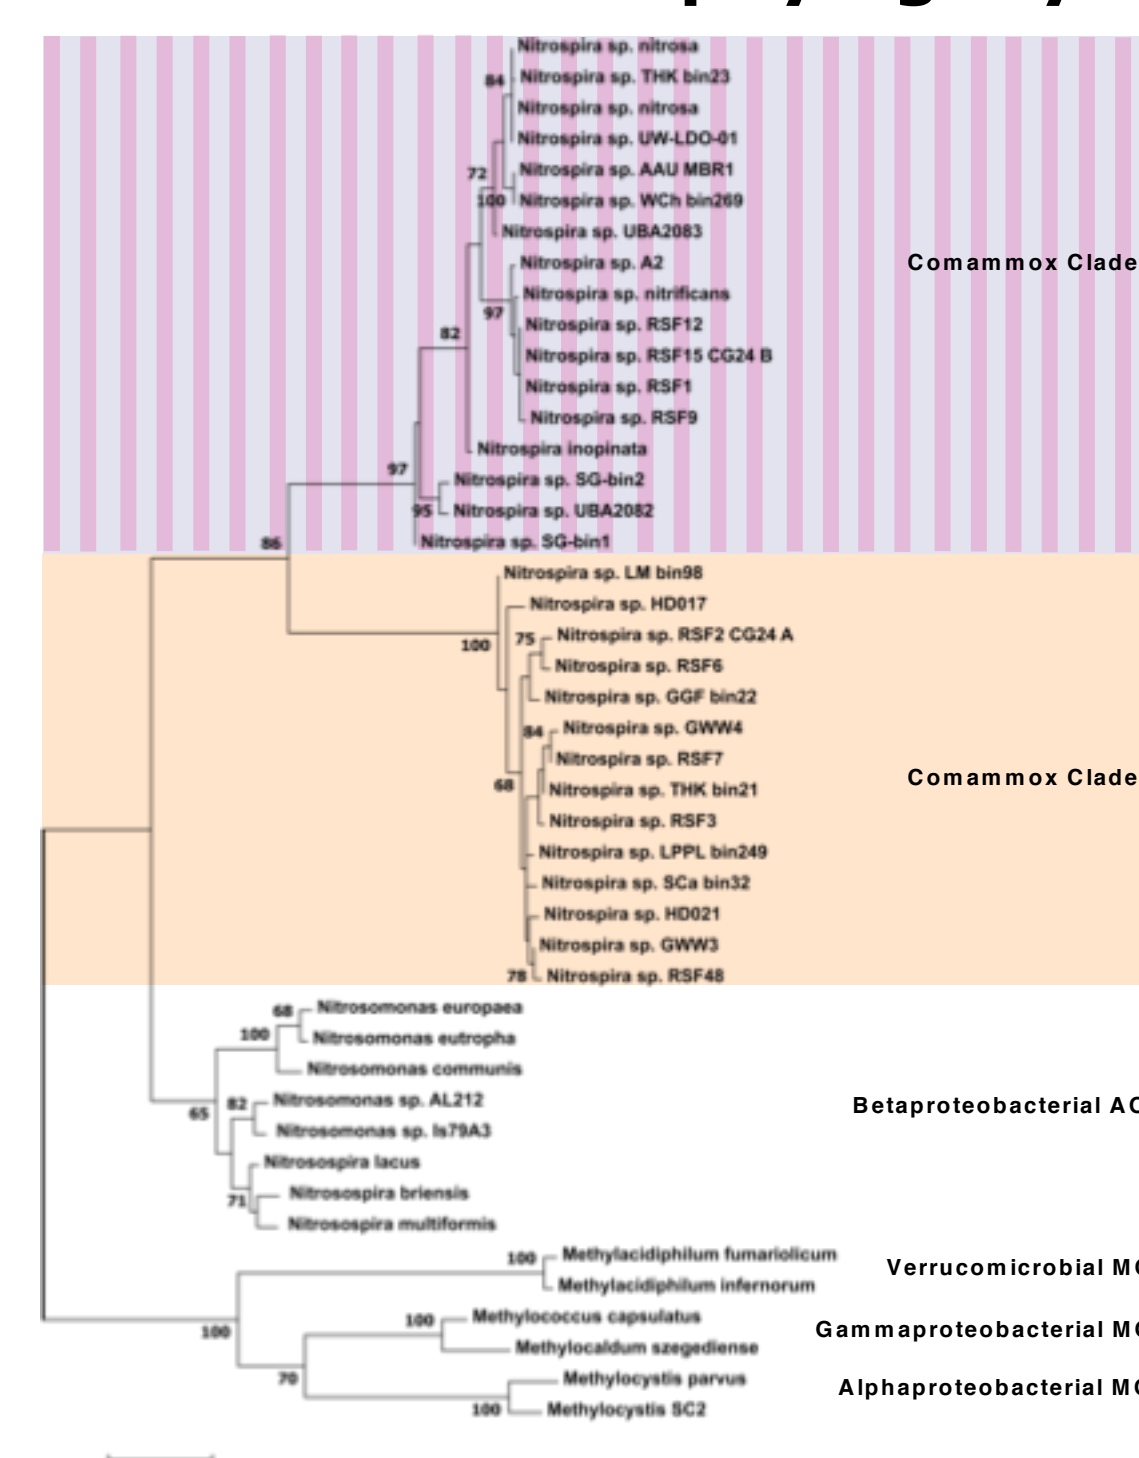 Nitrospira sp. nitrosa
84
Nitrospira sp. THK bin23
Nitrospira sp. nitrosa
Nitrospira sp. UW-LDO-01
72
Nitrospira sp. AAU MBR1
100
Nitrospira sp. WCh bin269
Nitrospira sp. UBA2083
Nitrospira sp. A2
Comammox Clade
Nitrospira sp. nitrificans
97
Nitrospira sp. RSF12
82
Nitrospira sp. RSF15 CG24 B
Nitrospira sp. RSF1
Nitrospira sp. RSF9
Nitrospira inopinata
97
Nitrospira sp. SG-bin2
95
Nitrospira sp. UBA2082
86
Nitrospira sp. SG-bin1
Nitrospira sp. LM bin98
Nitrospira sp. HD017
100
75
Nitrospira sp. RSF2 CG24 A
Nitrospira sp. RSF6
Nitrospira sp. GGF bin22
84
Nitrospira sp. GWW4
Nitrospira sp. RSF7
Comammox Clade
68
Nitrospira sp. THK bin21
Nitrospira sp. RSF3
Nitrospira sp. LPPL bin249
Nitrospira sp. SCa bin32
Nitrospira sp. HD021
Nitrospira sp. GWW3
78
Nitrospira sp. RSF48
68
Nitrosomonas europaea
100
Nitrosomonas eutropha
Nitrosomonas communis
65
82
Nitrosomonas sp. AL212
Betaproteobacterial AO
Nitrosomonas sp. Is79A3
Nitrosospira lacus
71
Nitrosospira briensis
Nitrosospira multiformis
100
Methylacidiphilum fumariolicum
Verrucomicrobial MO
Methylacidiphilum infernorum
100
100
Methylococcus capsulatus
Gammaproteobacterial MO
Methylocaldum szegediense
70
Methylocystis parvus
Alphaproteobacterial MO
100
Methylocystis SC2